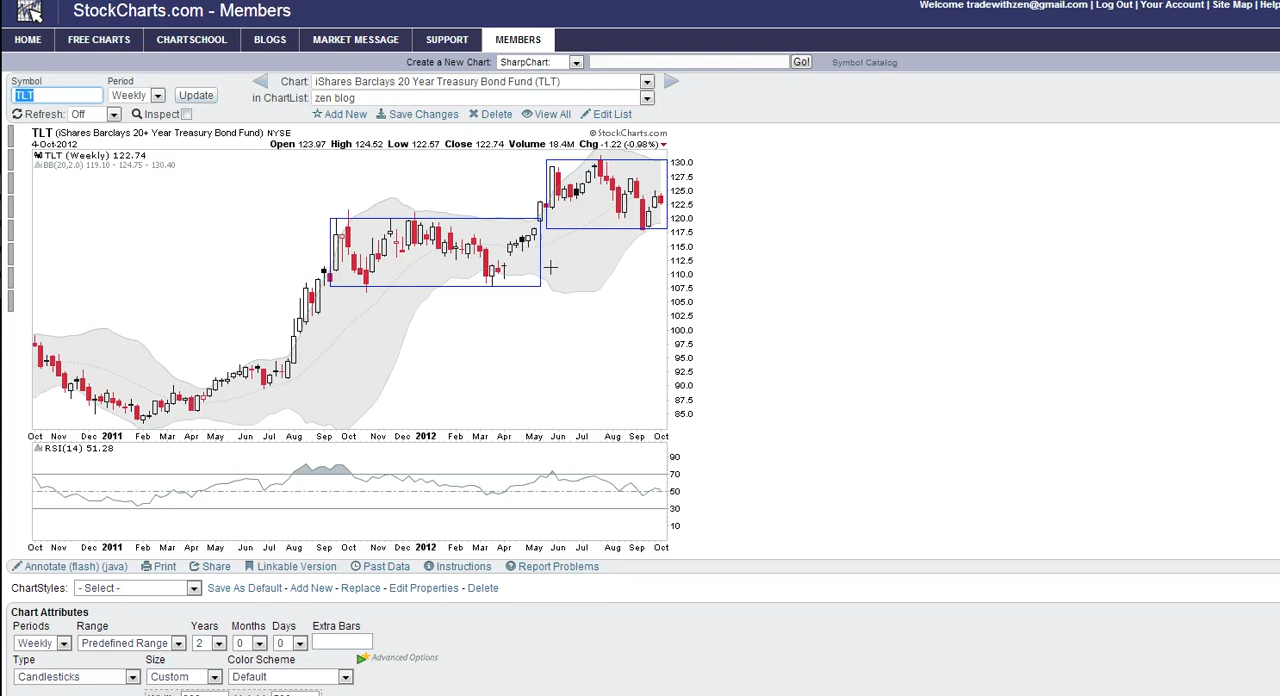 StockCharts.com - Members
Welcome tradewithzen@gmail.com | Log Out | Your Account | Site Map | Help
HOME FREE CHARTS CHARTSCHOOL BLOGS MARKET MESSAGE SUPPORT MEMBERS
Create a New Chart: SharpChart: Go! Symbol Catalog
Symbol Period Chart: iShares Barclays 20 Year Treasury Bond Fund (TLT)
TLT Weekly Update in ChartList: zen blog
Refresh: Off Inspect Add New Save Changes Delete View All Edit List
TLT (iShares Barclays 20+ Year Treasury Bond Fund) NYSE © StockCharts.com
4-Oct-2012 Open 123.97 High 124.52 Low 122.57 Close 122.74 Volume 18.4M Chg -1.22 (-0.98%)
TLT (Weekly) 122.74
BB(20,2.0) 119.10 - 124.75 - 130.40
130.0
127.5
125.0
122.5
120.0
117.5
115.0
112.5
110.0
107.5
105.0
102.5
100.0
97.5
95.0
92.5
90.0
87.5
85.0
Oct Nov Dec 2011 Feb Mar Apr May Jun Jul Aug Sep Oct Nov Dec 2012 Feb Mar Apr May Jun Jul Aug Sep Oct
RSI(14) 51.28
90
70
50
30
10
Oct Nov Dec 2011 Feb Mar Apr May Jun Jul Aug Sep Oct Nov Dec 2012 Feb Mar Apr May Jun Jul Aug Sep Oct
Annotate (flash) (java) Print Share Linkable Version Past Data Instructions Report Problems
ChartStyles: - Select - Save As Default - Add New - Replace - Edit Properties - Delete
Chart Attributes
Periods Range Years Months Days Extra Bars
Weekly Predefined Range 2 0 0
Type Size Color Scheme Advanced Options
Candlesticks Custom Default